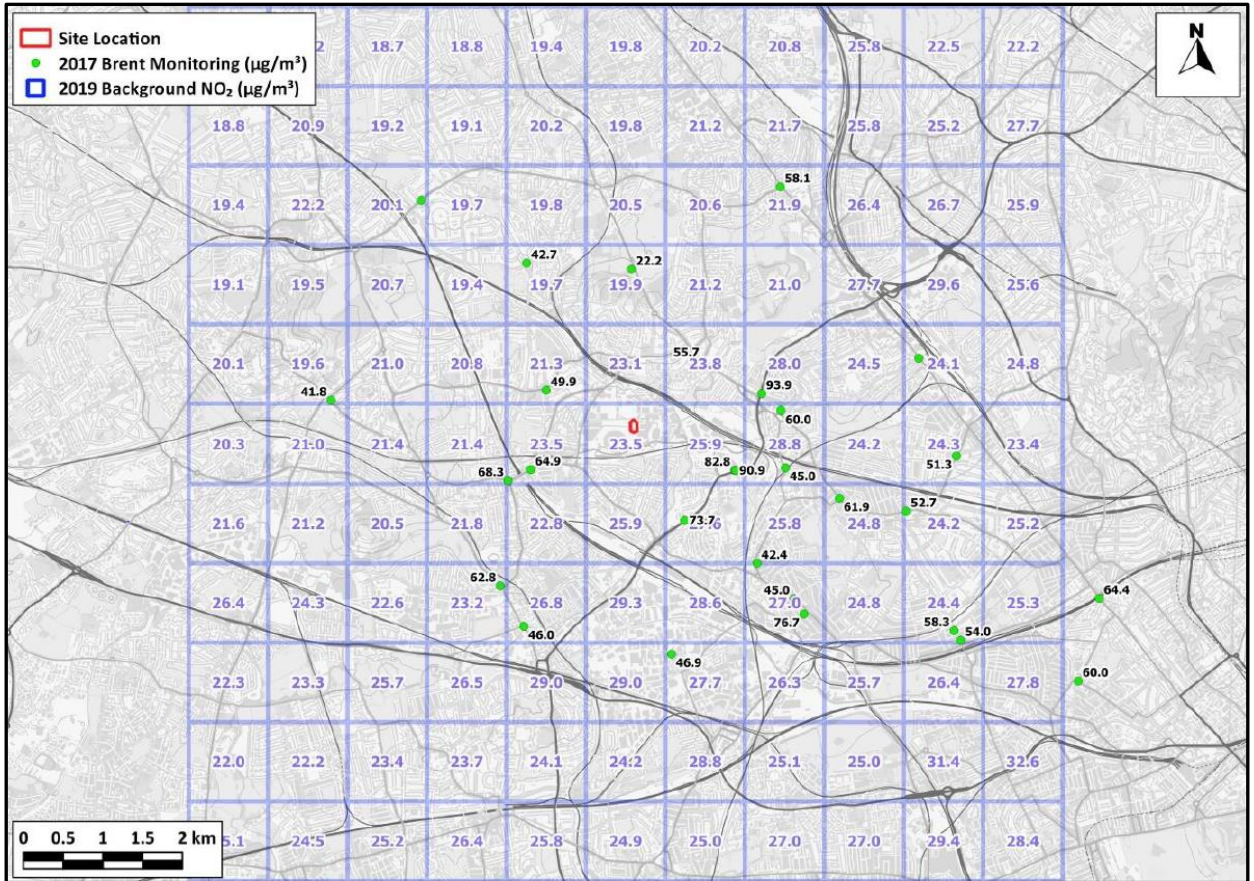 Site Location
2017 Brent Monitoring (µg/m³)
2019 Background NO₂ (µg/m³)
N
18.7 18.8 19.4 19.8 20.2 20.8 25.8 22.5 22.2
18.8 20.9 19.2 19.1 20.2 19.8 21.2 21.7 25.8 25.2 27.7
58.1
19.4 22.2 20.1 19.7 19.8 20.5 20.6 21.9 26.4 26.7 25.9
42.7 22.2
19.1 19.5 20.7 19.4 19.7 19.9 21.2 21.0 27.7 29.6 25.6
55.7
20.1 19.6 21.0 20.8 21.3 23.1 23.8 28.0 24.5 24.1 24.8
41.8 49.9 93.9
60.0
20.3 21.0 21.4 21.4 23.5 23.5 25.9 28.8 24.2 24.3 23.4
68.3 64.9 82.8 90.9 45.0 51.3
61.9 52.7
21.6 21.2 20.5 21.8 22.8 25.9 73.7 25.8 24.8 24.2 25.2
42.4
62.8 45.0 64.4
26.4 24.3 22.6 23.2 26.8 29.3 28.6 27.0 24.8 24.4 25.3
46.0 76.7 58.3 54.0
46.9 60.0
22.3 23.3 25.7 26.5 29.0 29.0 27.7 26.3 25.7 26.4 27.8
22.0 22.2 23.4 23.7 24.1 24.2 28.8 25.1 25.0 31.4 32.6
24.5 25.2 26.4 25.8 24.9 25.0 27.0 27.0 29.4 28.4
0 0.5 1 1.5 2 km